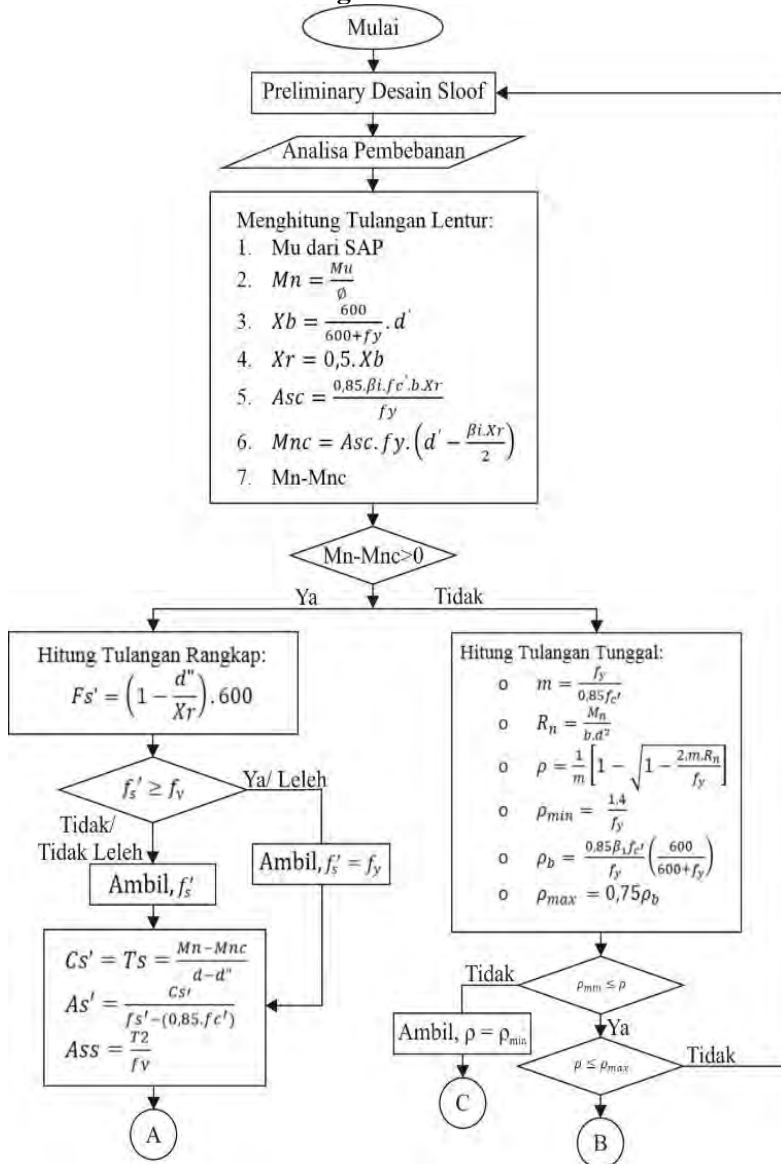 g
Mulai
Preliminary Desain Sloof
Analisa Pembebanan
Menghitung Tulangan Lentur:
1. Mu dari SAP
2. Mn = Mu/Ø
3. Xb = 600/(600+fy) . d'
4. Xr = 0,5. Xb
5. Asc = 0,85.βi.fc'.b.Xr/fy
6. Mnc = Asc. fy. (d' − βi.Xr/2)
7. Mn-Mnc
Mn-Mnc>0
Ya
Tidak
Hitung Tulangan Rangkap:
Fs' = (1 − d"/Xr) . 600
fs' ≥ fv
Ya/ Leleh
Tidak/
Tidak Leleh
Ambil, fs' = fy
Ambil, fs'
Cs' = Ts = Mn−Mnc/d−d"
As' = Cs'/fs'−(0,85.fc')
Ass = T2/fv
A
Hitung Tulangan Tunggal:
o m = fy/0,85fc'
o Rn = Mn/b.d²
o ρ = 1/m [1 − √(1 − 2.m.Rn/fy)]
o ρmin = 1.4/fy
o ρb = 0,85β1fc'/fy (600/600+fy)
o ρmax = 0,75ρb
ρmin ≤ ρ
Tidak
Ya
Ambil, ρ = ρmin
C
ρ ≤ ρmax
Tidak
B